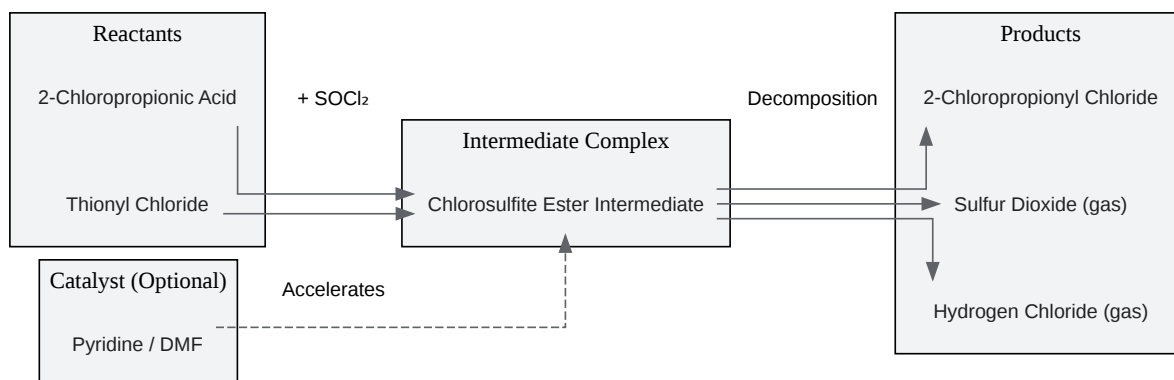 Reactants
2-Chloropropionic Acid
Thionyl Chloride
+ SOCl₂
Catalyst (Optional)
Pyridine / DMF
Accelerates
Intermediate Complex
Chlorosulfite Ester Intermediate
Decomposition
Products
2-Chloropropionyl Chloride
Sulfur Dioxide (gas)
Hydrogen Chloride (gas)